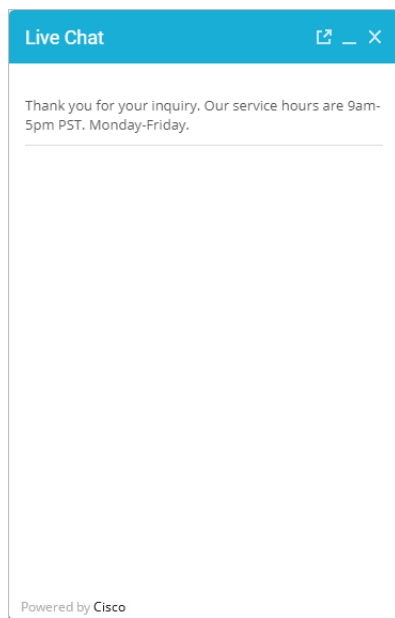 Live Chat
Thank you for your inquiry. Our service hours are 9am-
5pm PST. Monday-Friday.
Powered by Cisco